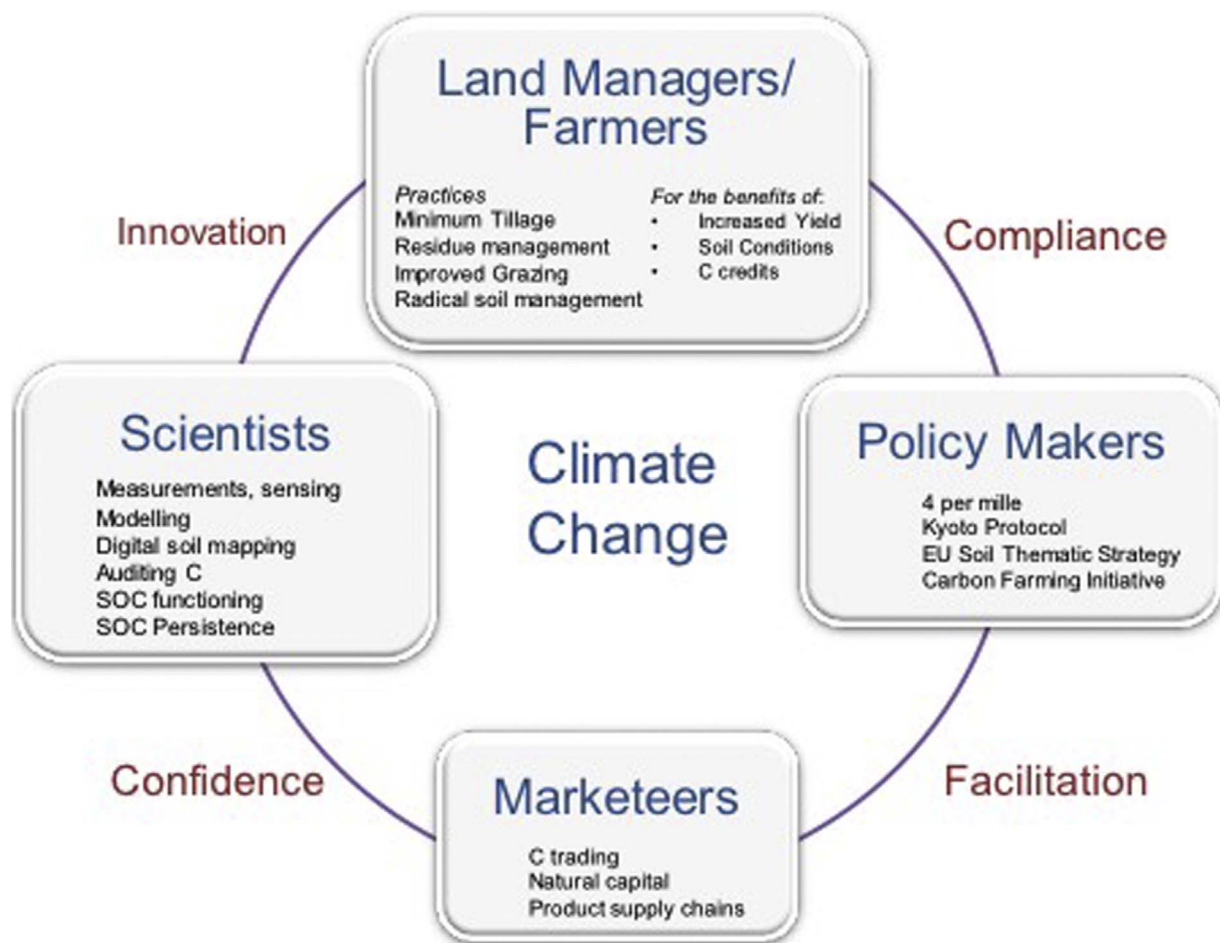 Land Managers/
Farmers
Practices
Minimum Tillage
Residue management
Improved Grazing
Radical soil management
For the benefits of:
• Increased Yield
• Soil Conditions
• C credits
Innovation
Compliance
Scientists
Measurements, sensing
Modelling
Digital soil mapping
Auditing C
SOC functioning
SOC Persistence
Climate
Change
Policy Makers
4 per mille
Kyoto Protocol
EU Soil Thematic Strategy
Carbon Farming Initiative
Confidence
Facilitation
Marketeers
C trading
Natural capital
Product supply chains